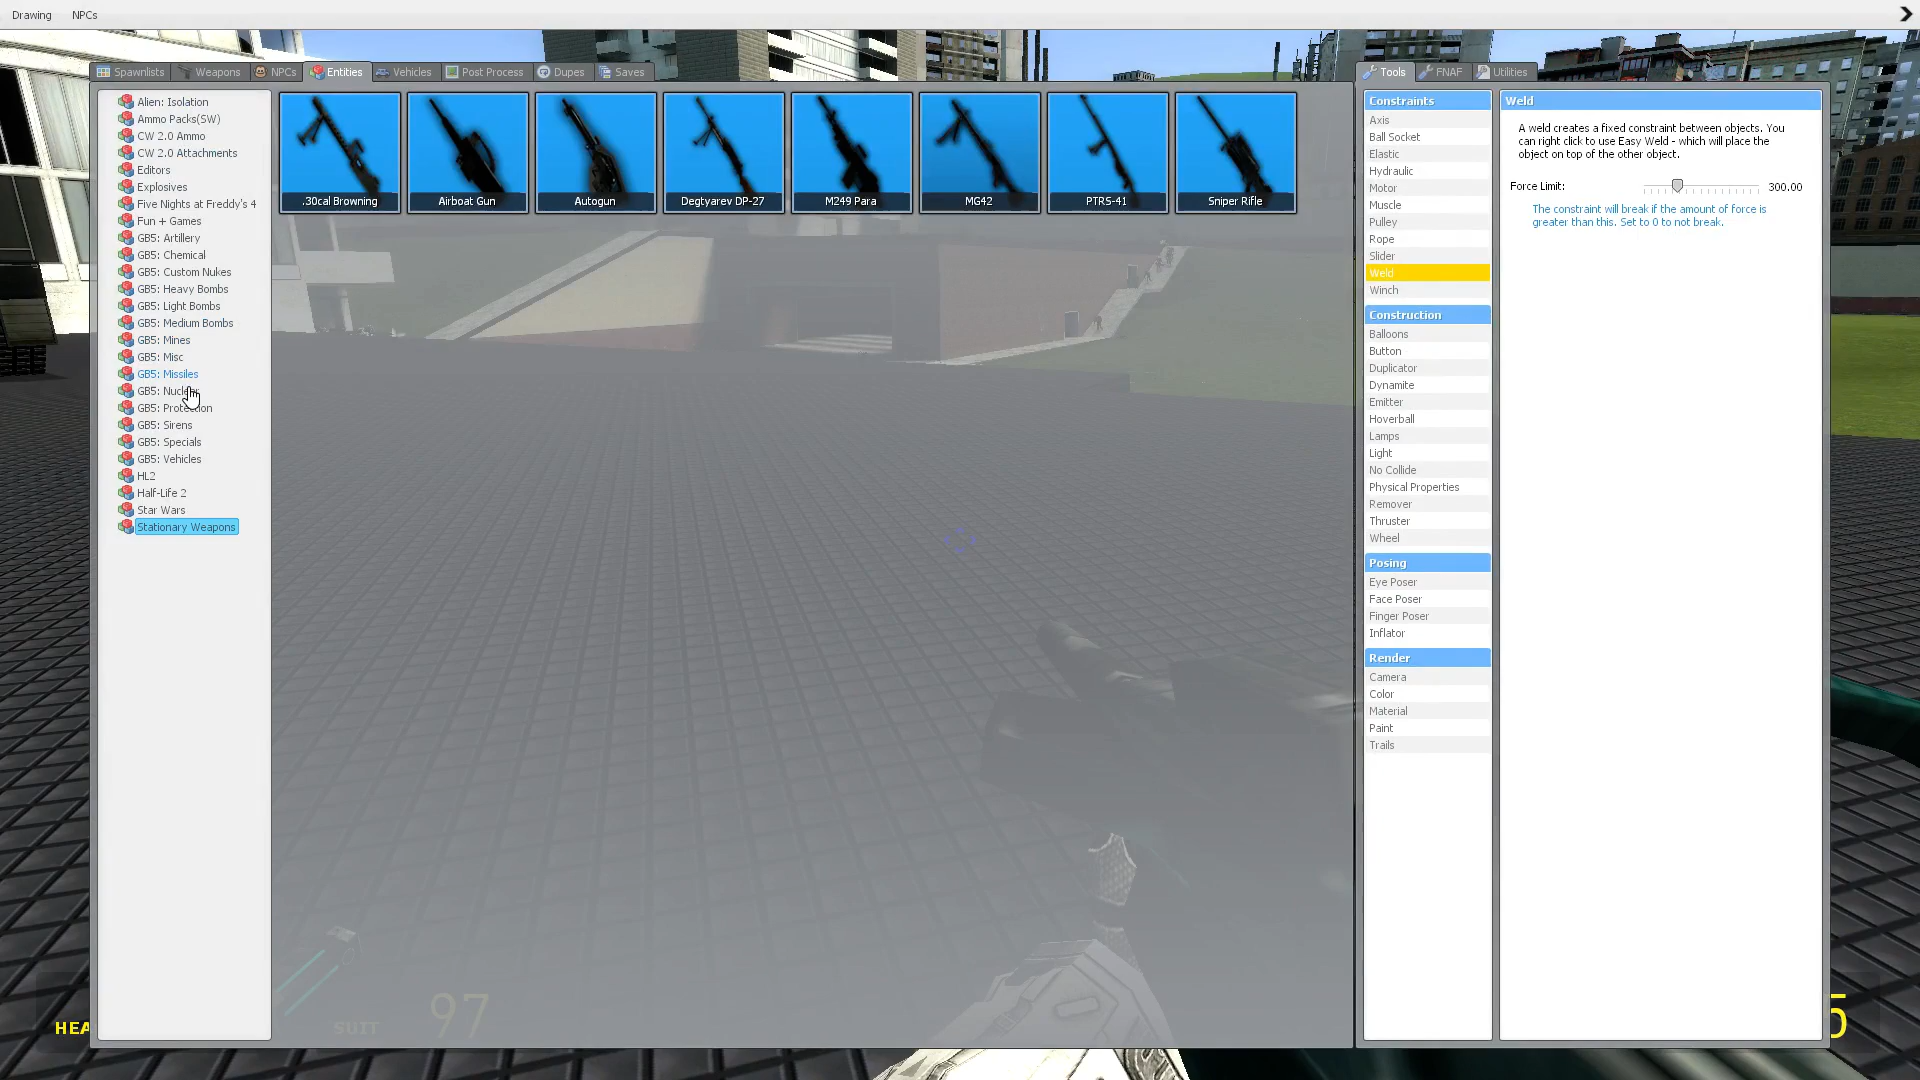 Drawing NPCs
Spawnlists Weapons NPCs Entities Vehicles Post Process Dupes Saves
Alien: Isolation
Ammo Packs(SW)
CW 2.0 Ammo
CW 2.0 Attachments
Editors
Explosives
Five Nights at Freddy's 4
Fun + Games
GB5: Artillery
GB5: Chemical
GB5: Custom Nukes
GB5: Heavy Bombs
GB5: Light Bombs
GB5: Medium Bombs
GB5: Mines
GB5: Misc
GB5: Missiles
GB5: Nuclear
GB5: Protection
GB5: Sirens
GB5: Specials
GB5: Vehicles
HL2
Half-Life 2
Star Wars
Stationary Weapons
.30cal Browning
Airboat Gun
Autogun
Degtyarev DP-27
M249 Para
MG42
PTRS-41
Sniper Rifle
Tools FNAF Utilities
Constraints
Axis
Ball Socket
Elastic
Hydraulic
Motor
Muscle
Pulley
Rope
Slider
Weld
Winch
Construction
Balloons
Button
Duplicator
Dynamite
Emitter
Hoverball
Lamps
Light
No Collide
Physical Properties
Remover
Thruster
Wheel
Posing
Eye Poser
Face Poser
Finger Poser
Inflator
Render
Camera
Color
Material
Paint
Trails
Weld
A weld creates a fixed constraint between objects. You
can right click to use Easy Weld - which will place the
object on top of the other object.
Force Limit: 300.00
The constraint will break if the amount of force is
greater than this. Set to 0 to not break.
HEA
SUIT 97
5